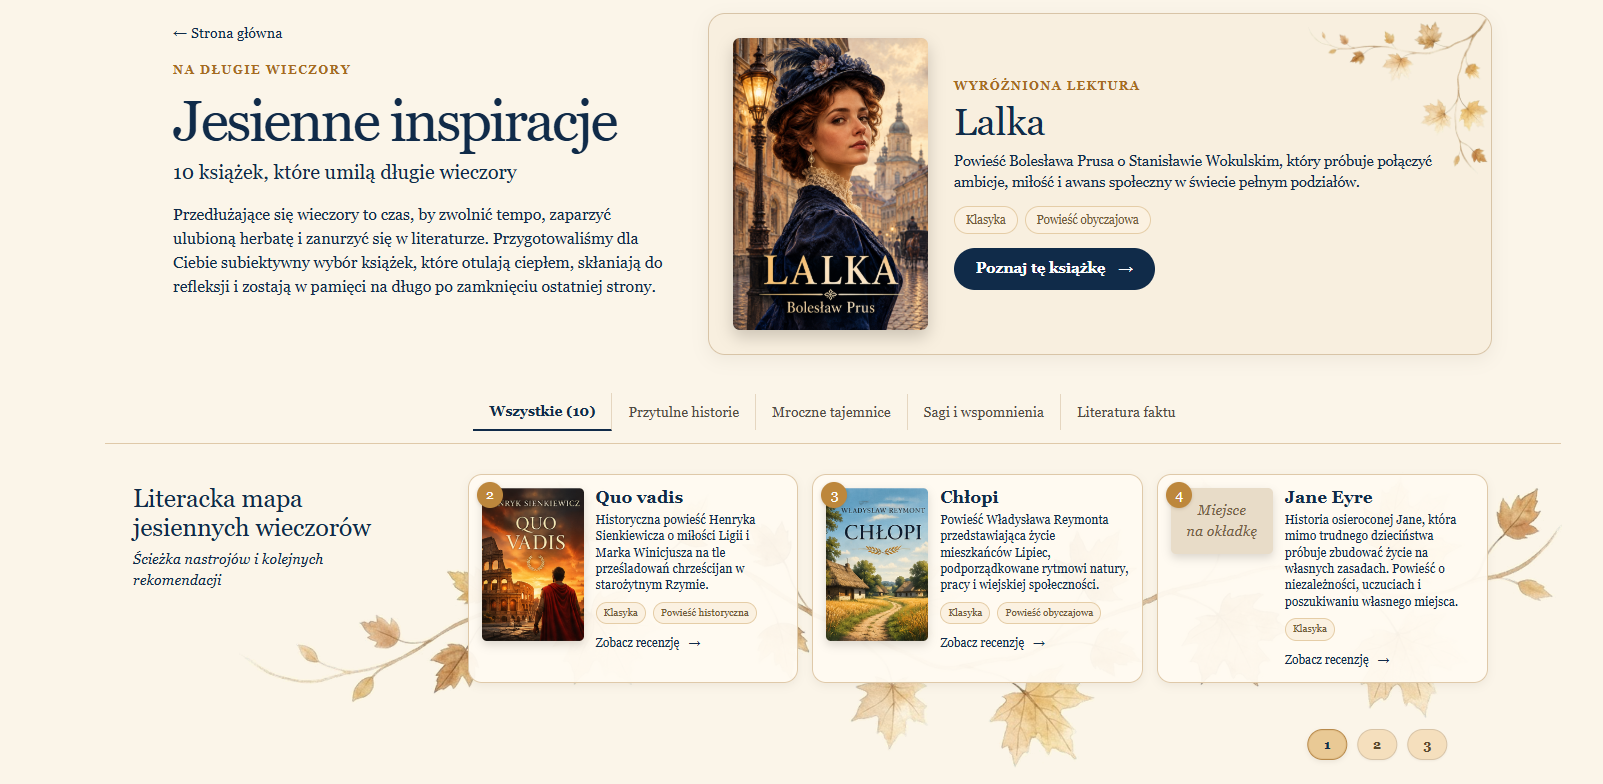 ← Strona główna
NA DŁUGIE WIECZORY
Jesienne inspiracje
10 książek, które umilą długie wieczory
Przedłużające się wieczory to czas, by zwolnić tempo, zaparzyć
ulubioną herbatę i zanurzyć się w literaturze. Przygotowaliśmy dla
Ciebie subiektywny wybór książek, które otulają ciepłem, skłaniają do
refleksji i zostają w pamięci na długo po zamknięciu ostatniej strony.
LALKA
Bolesław Prus
WYRÓŻNIONA LEKTURA
Lalka
Powieść Bolesława Prusa o Stanisławie Wokulskim, który próbuje połączyć
ambicje, miłość i awans społeczny w świecie pełnym podziałów.
Klasyka Powieść obyczajowa
Poznaj tę książkę →
Wszystkie (10) Przytulne historie Mroczne tajemnice Sagi i wspomnienia Literatura faktu
Literacka mapa
jesiennych wieczorów
Ścieżka nastrojów i kolejnych
rekomendacji
2
NRYK SIENKIEWICZ
QUO
VADIS
Quo vadis
Historyczna powieść Henryka
Sienkiewicza o miłości Ligii i
Marka Winicjusza na tle
prześladowań chrześcijan w
starożytnym Rzymie.
Klasyka Powieść historyczna
Zobacz recenzję →
3
WŁADYSŁAW REYMONT
CHŁOPI
Chłopi
Powieść Władysława Reymonta
przedstawiająca życie
mieszkańców Lipiec,
podporządkowane rytmowi natury,
pracy i wiejskiej społeczności.
Klasyka Powieść obyczajowa
Zobacz recenzję →
4
Miejsce
na okładkę
Jane Eyre
Historia osieroconej Jane, która
mimo trudnego dzieciństwa
próbuje zbudować życie na
własnych zasadach. Powieść o
niezależności, uczuciach i
poszukiwaniu własnego miejsca.
Klasyka
Zobacz recenzję →
1 2 3